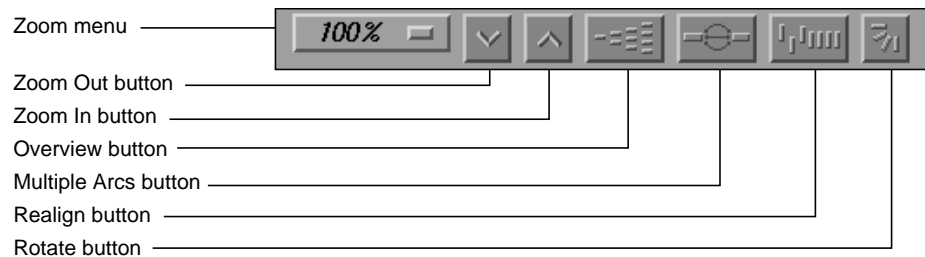 Zoom menu
100%
Zoom Out button
Zoom In button
Overview button
Multiple Arcs button
Realign button
Rotate button